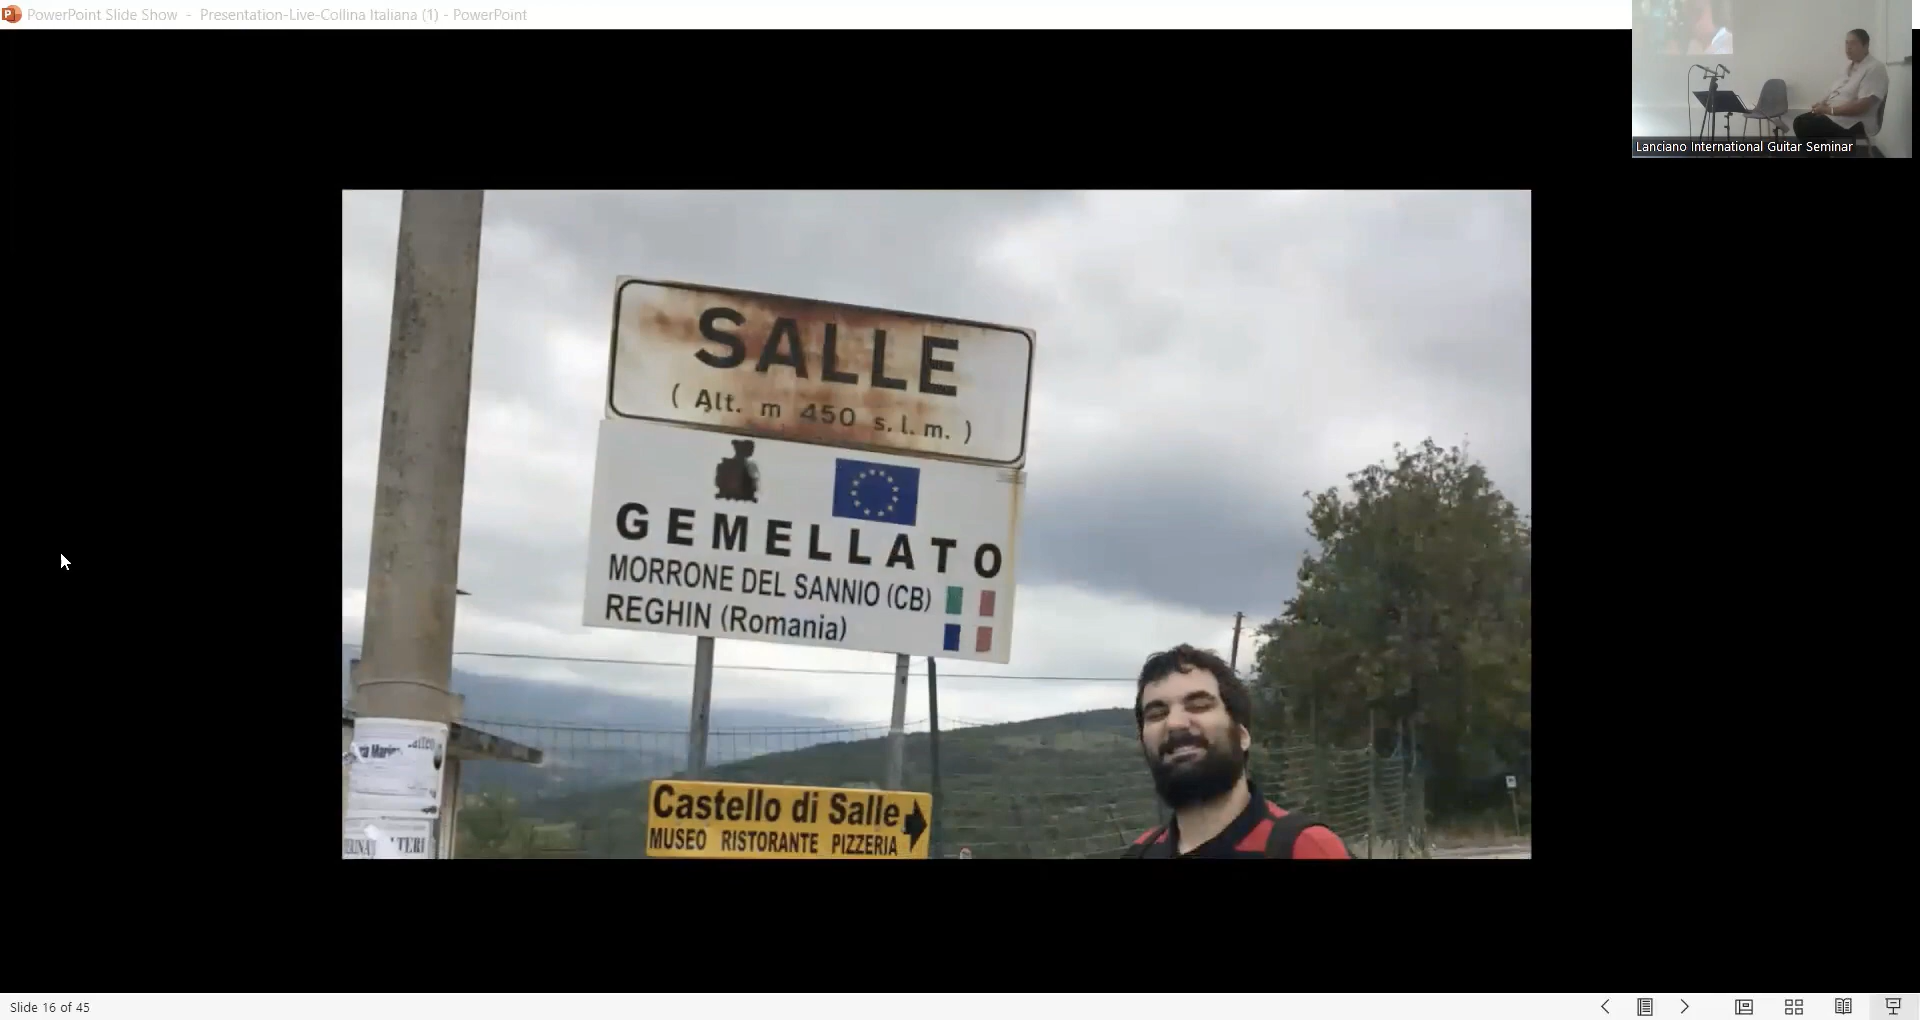 PowerPoint Slide Show - Presentation-Live-Collina Italiana (1) - PowerPoint
Lanciano International Guitar Seminar
SALLE
( Alt. m 450 s.l.m. )
GEMELLATO
MORRONE DEL SANNIO (CB)
REGHIN (Romania)
Castello di Salle
MUSEO RISTORANTE PIZZERIA
Slide 16 of 45